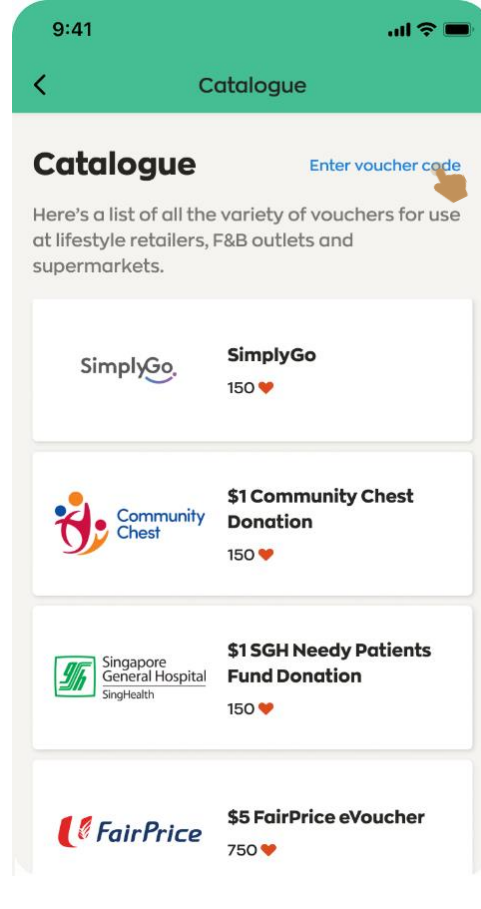 9:41
Catalogue
Catalogue
Enter voucher code
Here's a list of all the variety of vouchers for use
at lifestyle retailers, F&B outlets and
supermarkets.
SimplyGo.
SimplyGo
150
Community
Chest
$1 Community Chest
Donation
150
Singapore
General Hospital
SingHealth
$1 SGH Needy Patients
Fund Donation
150
FairPrice
$5 FairPrice eVoucher
750